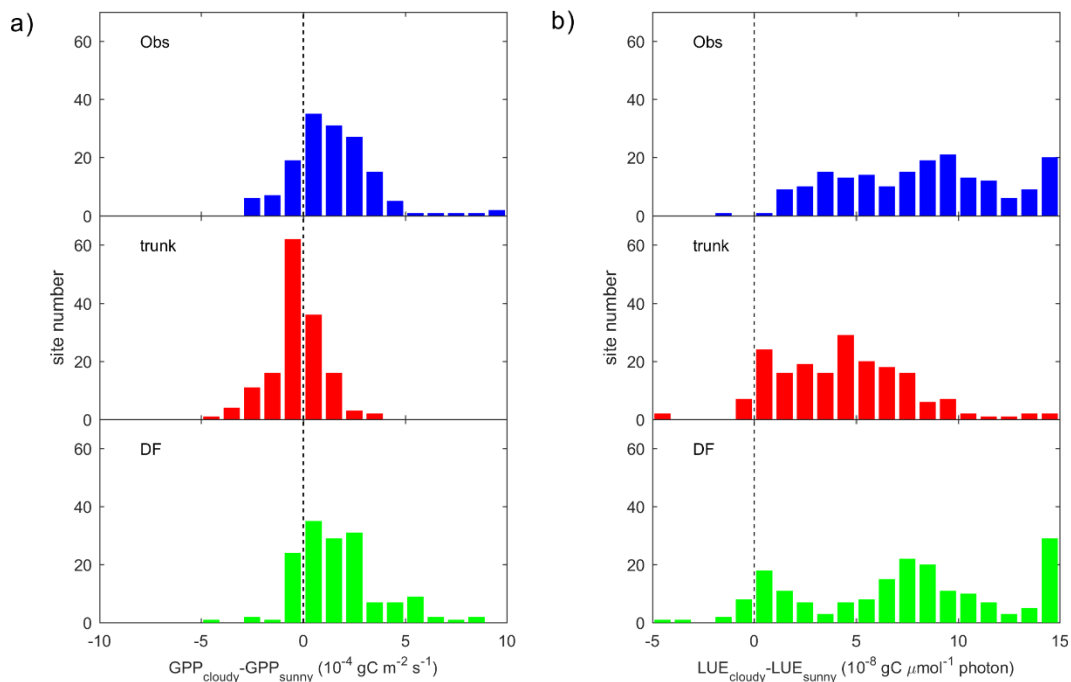 a)
60
40
20
0
Obs
60
40
20
0
trunk
60
40
20
0
DF
site number
-10
-5
0
5
10
GPPcloudy-GPPsunny (10-4 gC m-2 s-1)
b)
60
40
20
0
Obs
60
40
20
0
trunk
60
40
20
0
DF
site number
-5
0
5
10
15
LUEcloudy-LUEsunny (10-8 gC μmol-1 photon)